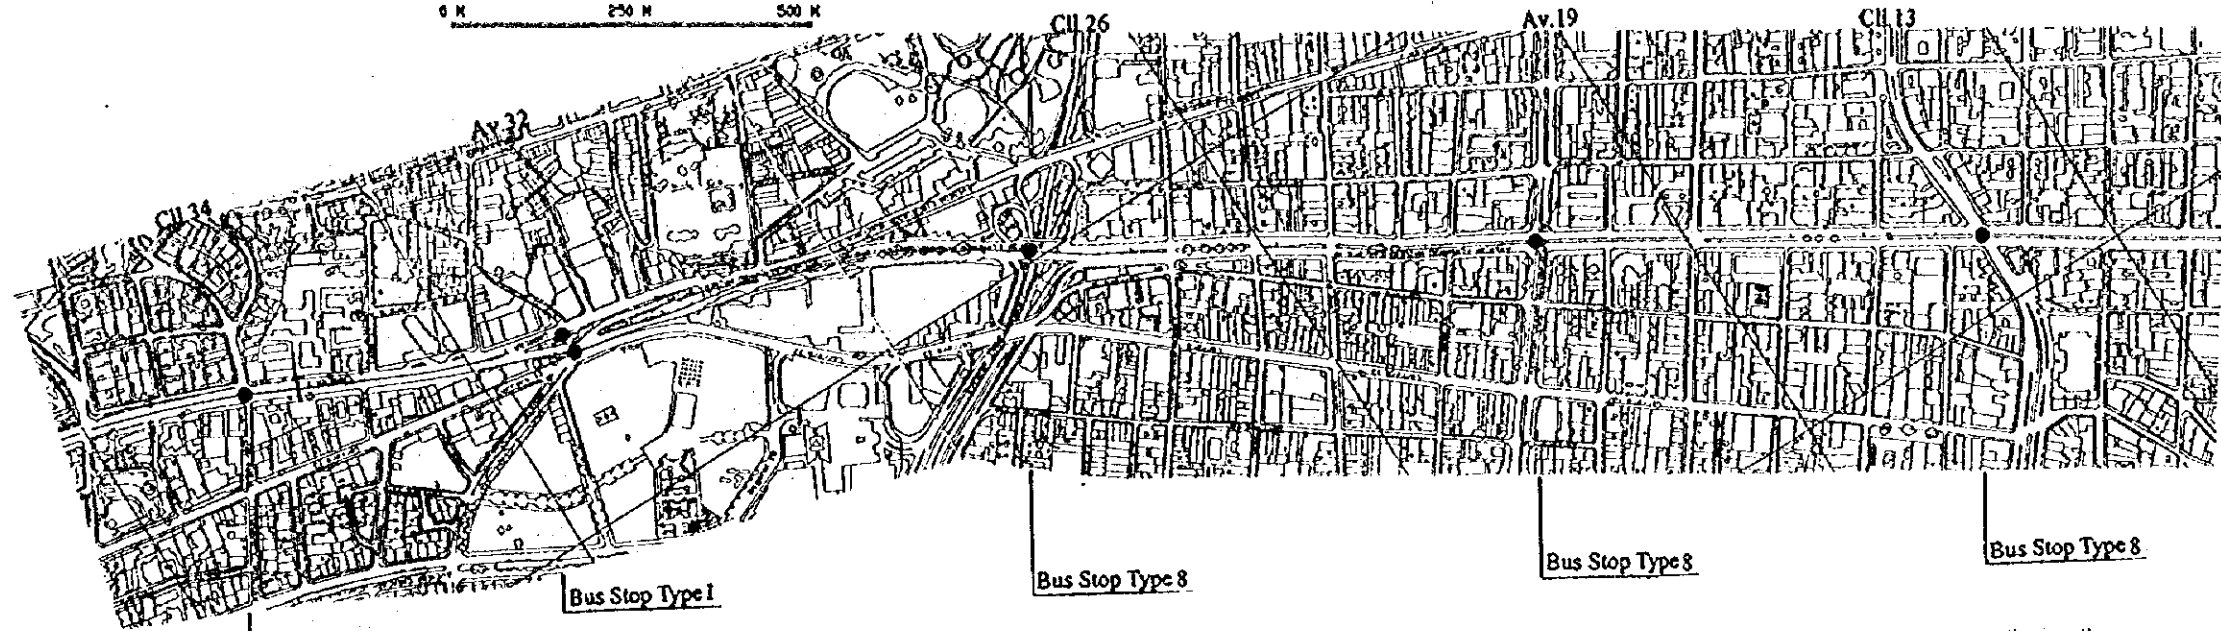 0 M 250 M 500 M
Cll.26
Av.19
Cll.13
Av.32
Cll.34
Bus Stop Type 8
Bus Stop Type 8
Bus Stop Type 8
Bus Stop Type 1